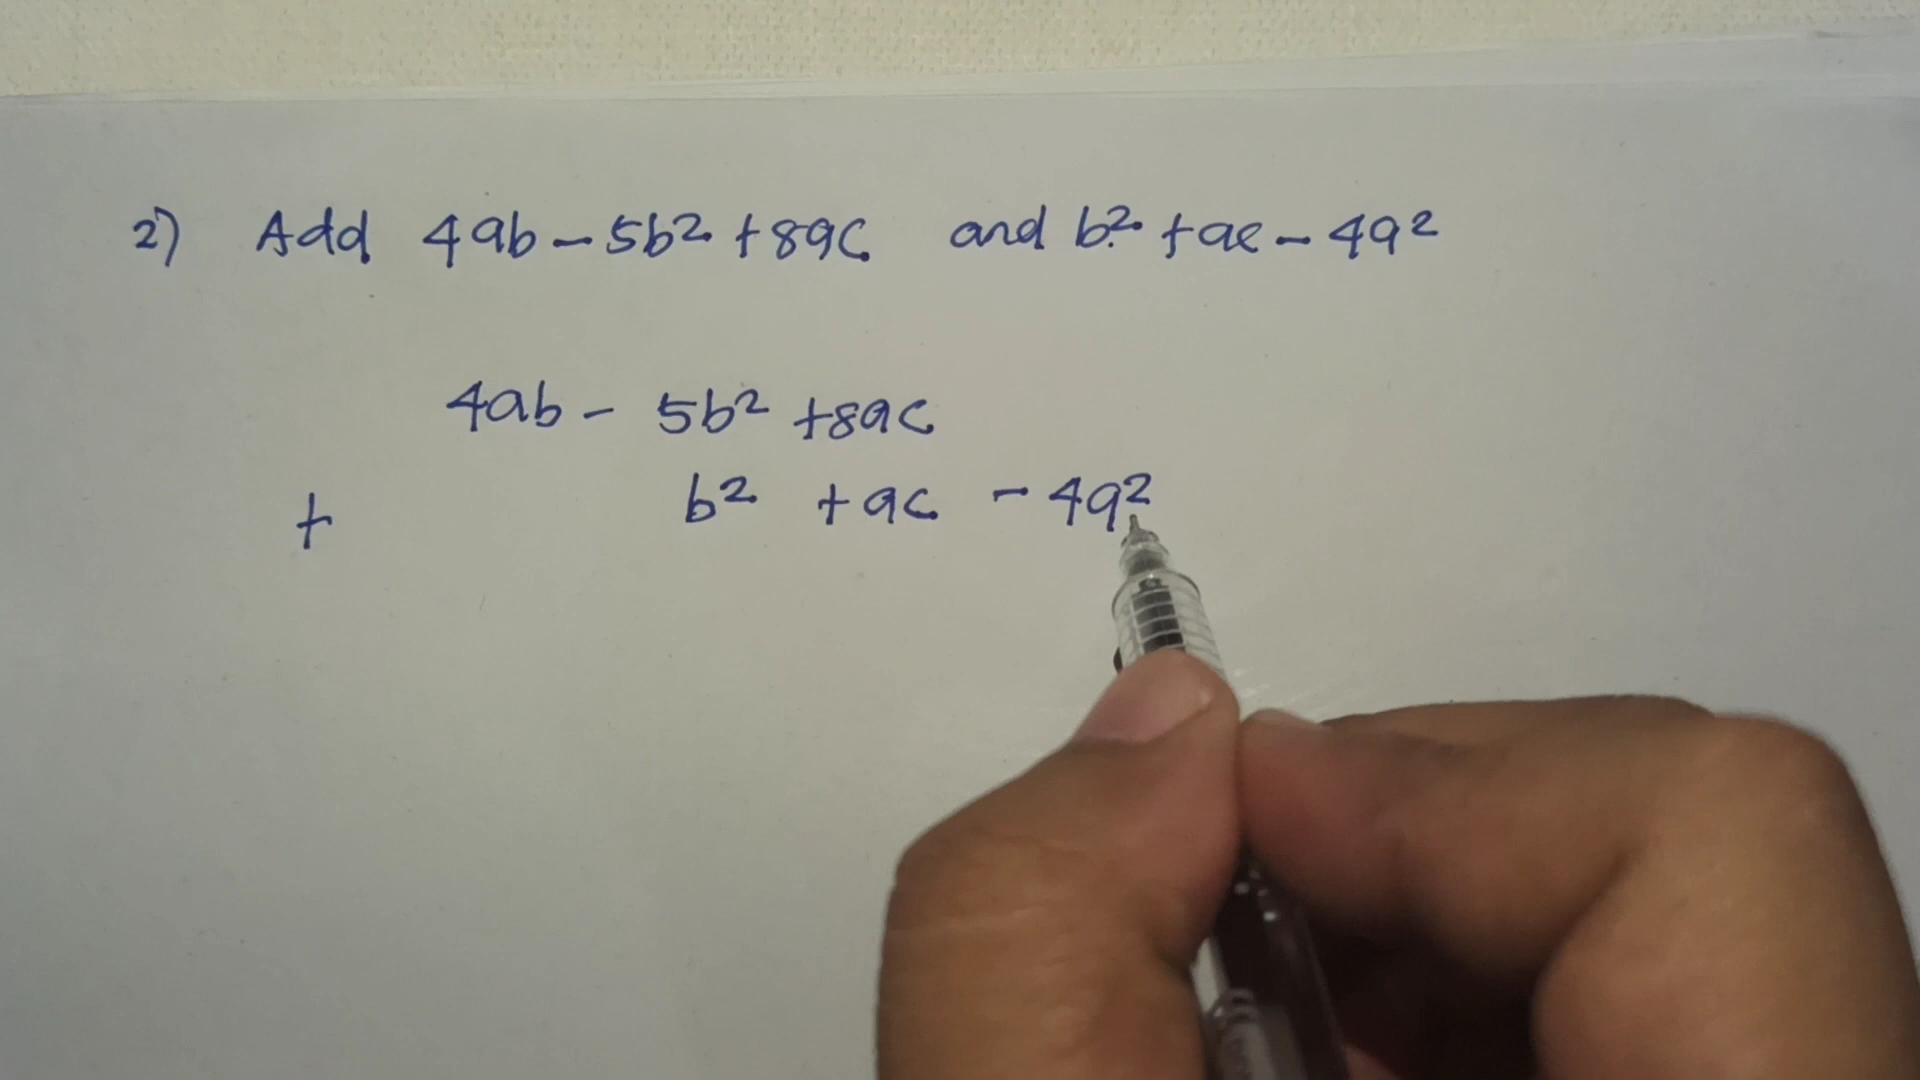 2) Add 4ab - 5b² + 8ac and b² + ac - 4a²
4ab - 5b² + 8ac
+ b² + ac - 4a²